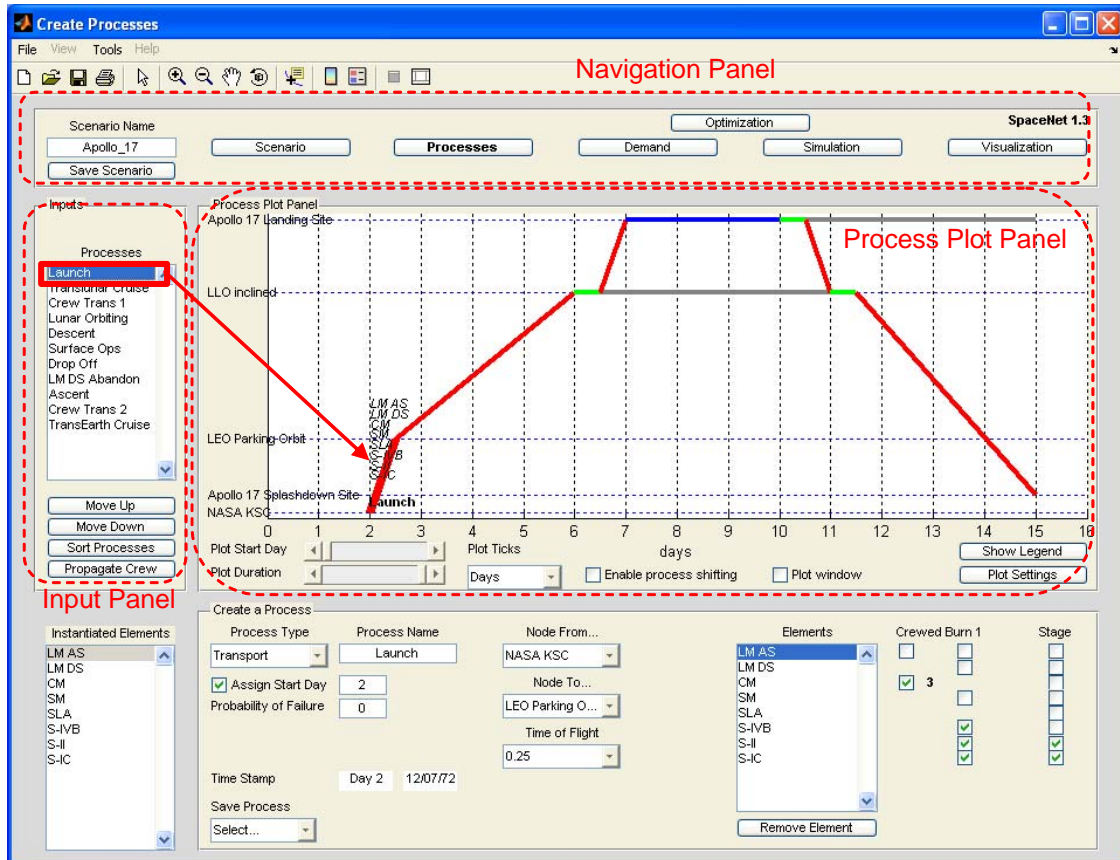 Create Processes
File View Tools Help
Navigation Panel
Scenario Name
Optimization
SpaceNet 1.3
Apollo_17
Scenario
Processes
Demand
Simulation
Visualization
Save Scenario
Inputs
Process Plot Panel
Apollo 17 Landing Site
Process Plot Panel
Processes
Launch
Translunar Cruise
Crew Trans 1
Lunar Orbiting
Descent
Surface Ops
Drop Off
LM DS Abandon
Ascent
Crew Trans 2
TransEarth Cruise
LLO inclined
LM AS
LM DS
CM
SM
SLA
S-IVB
S-II
S-IC
LEO Parking Orbit
Apollo 17 Splashdown Site
Launch
NASA KSC
0 1 2 3 4 5 6 7 8 9 10 11 12 13 14 15 16
days
Move Up
Move Down
Sort Processes
Propagate Crew
Input Panel
Plot Start Day
Plot Ticks
Show Legend
Plot Duration
Days
Enable process shifting
Plot window
Plot Settings
Instantiated Elements
LM AS
LM DS
CM
SM
SLA
S-IVB
S-II
S-IC
Create a Process
Process Type
Process Name
Node From...
Transport
Launch
NASA KSC
Assign Start Day
2
Node To...
Probability of Failure
0
LEO Parking O...
Time of Flight
0.25
Time Stamp
Day 2
12/07/72
Save Process
Select...
Elements
Crewed Burn 1
Stage
LM AS
LM DS
CM
3
SM
SLA
S-IVB
S-II
S-IC
Remove Element